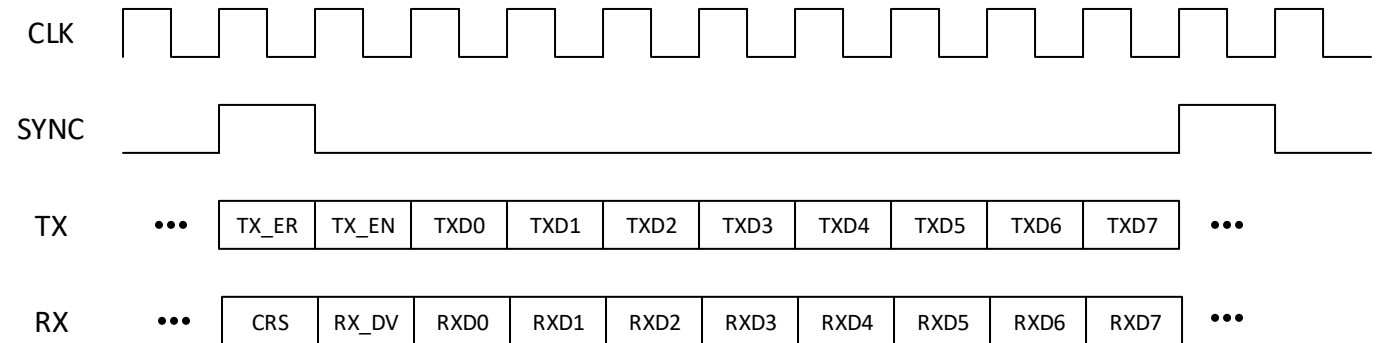 CLK
SYNC
TX ••• TX_ER TX_EN TXD0 TXD1 TXD2 TXD3 TXD4 TXD5 TXD6 TXD7 •••
RX ••• CRS RX_DV RXD0 RXD1 RXD2 RXD3 RXD4 RXD5 RXD6 RXD7 •••